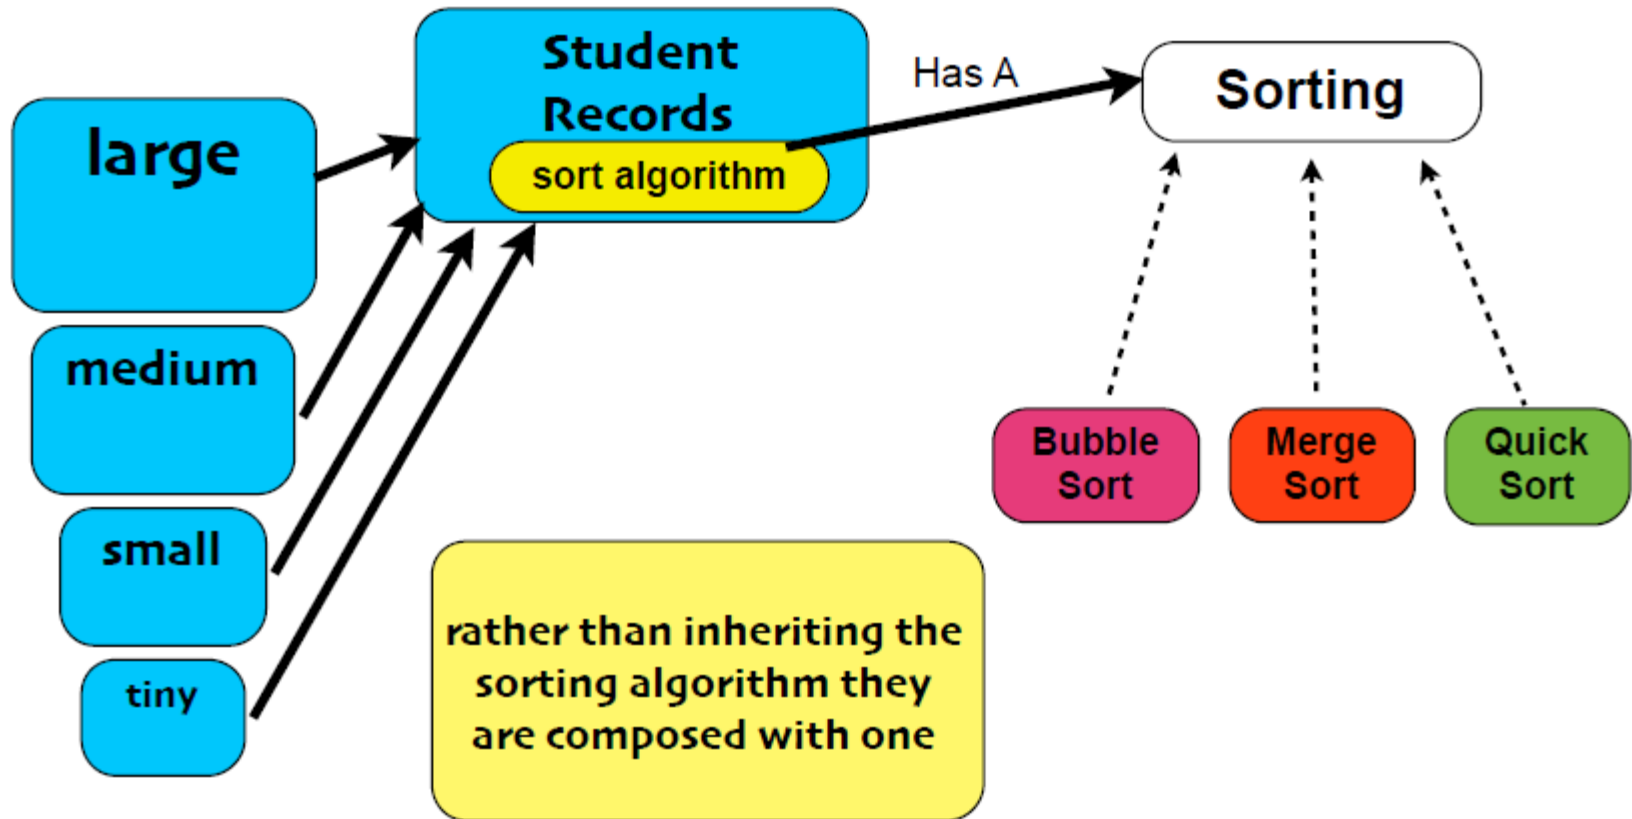 Student
Records
sort algorithm
Has A
Sorting
large
medium
small
tiny
Bubble
Sort
Merge
Sort
Quick
Sort
rather than inheriting the
sorting algorithm they
are composed with one